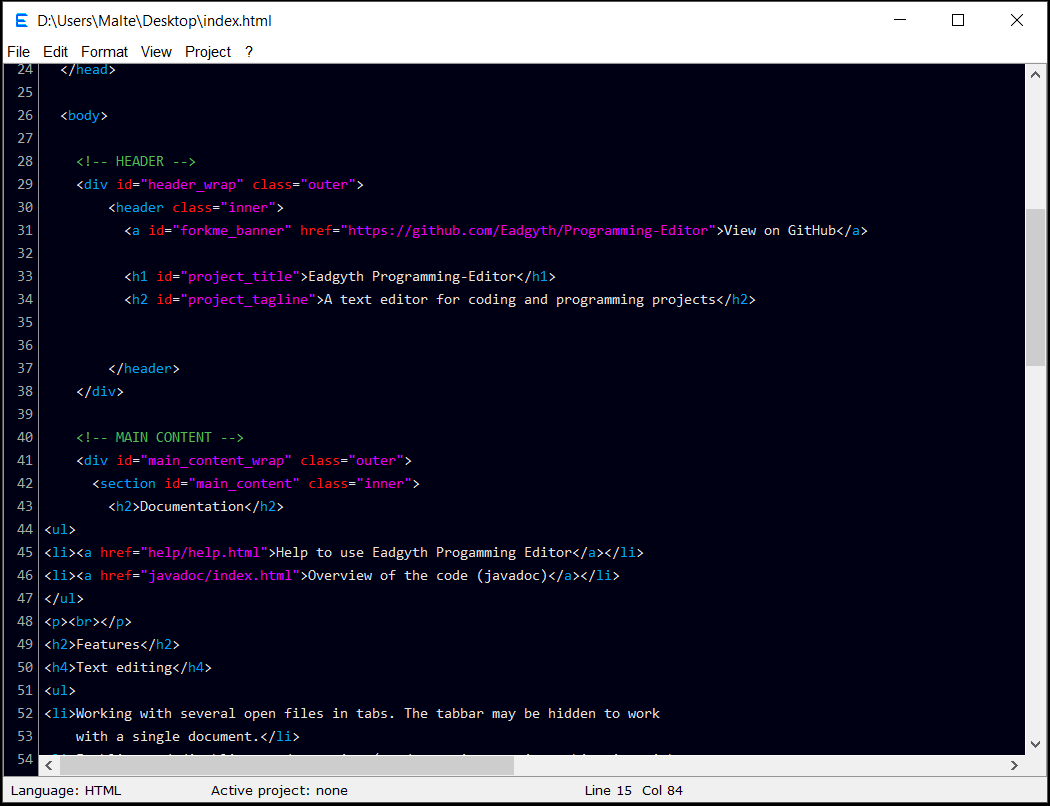 D:\Users\Malte\Desktop\index.html
File Edit Format View Project ?
24 </head>
25
26 <body>
27
28 <!-- HEADER -->
29 <div id="header_wrap" class="outer">
30 <header class="inner">
31 <a id="forkme_banner" href="https://github.com/Eadgyth/Programming-Editor">View on GitHub</a>
32
33 <h1 id="project_title">Eadgyth Programming-Editor</h1>
34 <h2 id="project_tagline">A text editor for coding and programming projects</h2>
35
36
37 </header>
38 </div>
39
40 <!-- MAIN CONTENT -->
41 <div id="main_content_wrap" class="outer">
42 <section id="main_content" class="inner">
43 <h2>Documentation</h2>
44 <ul>
45 <li><a href="help/help.html">Help to use Eadgyth Progamming Editor</a></li>
46 <li><a href="javadoc/index.html">Overview of the code (javadoc)</a></li>
47 </ul>
48 <p><br></p>
49 <h2>Features</h2>
50 <h4>Text editing</h4>
51 <ul>
52 <li>Working with several open files in tabs. The tabbar may be hidden to work
53 with a single document.</li>
54
Language: HTML Active project: none Line 15 Col 84